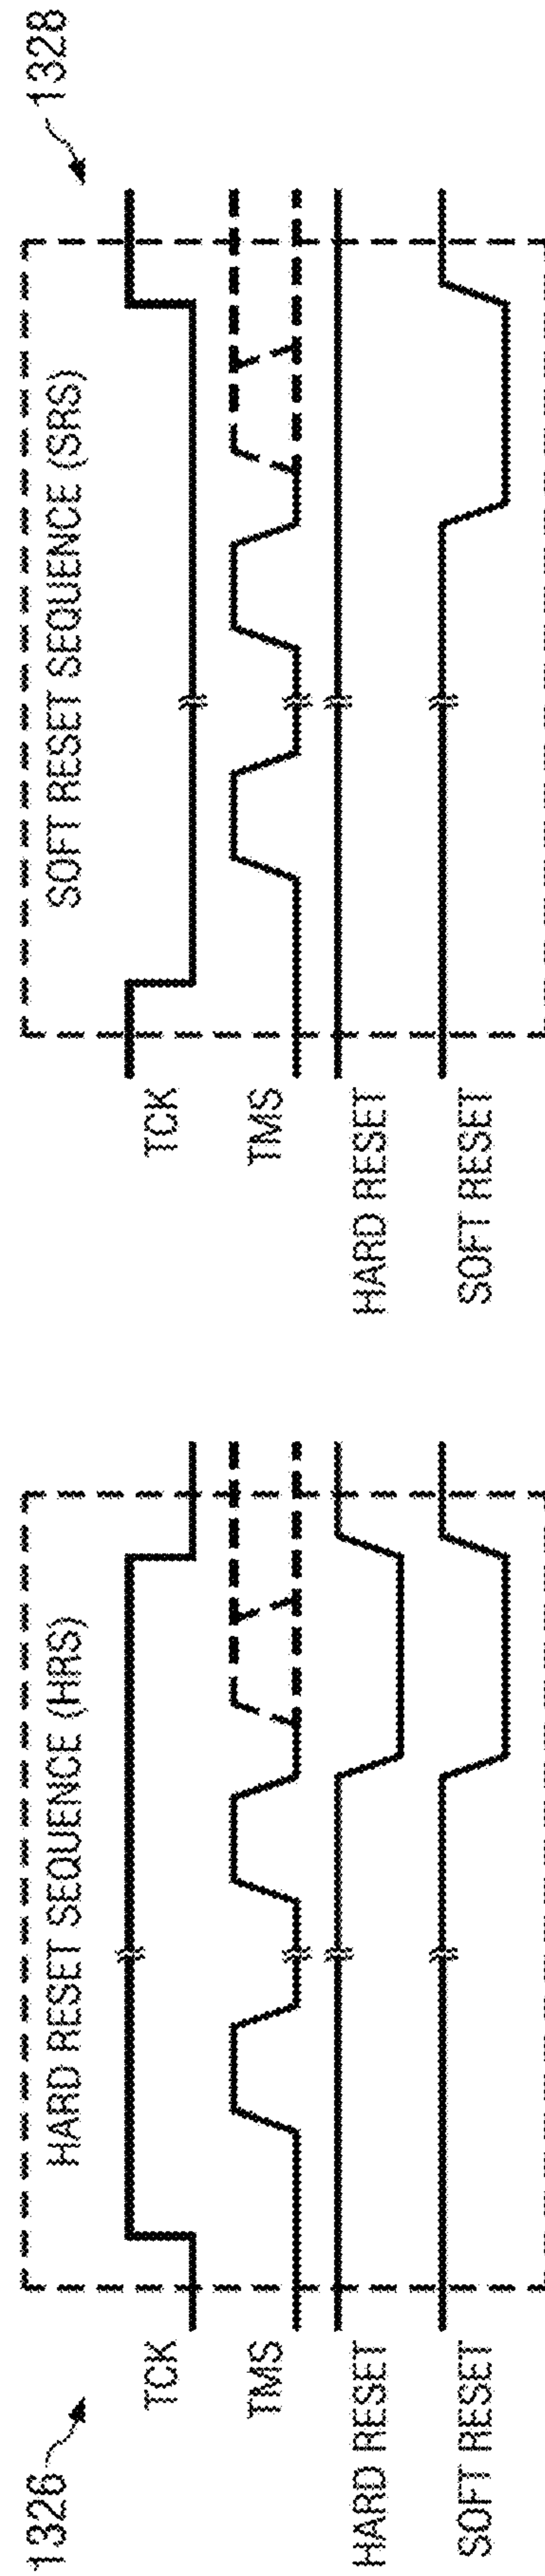 1326
HARD RESET SEQUENCE (HRS)
TCK
TMS
HARD RESET
SOFT RESET
1328
SOFT RESET SEQUENCE (SRS)
TCK
TMS
HARD RESET
SOFT RESET